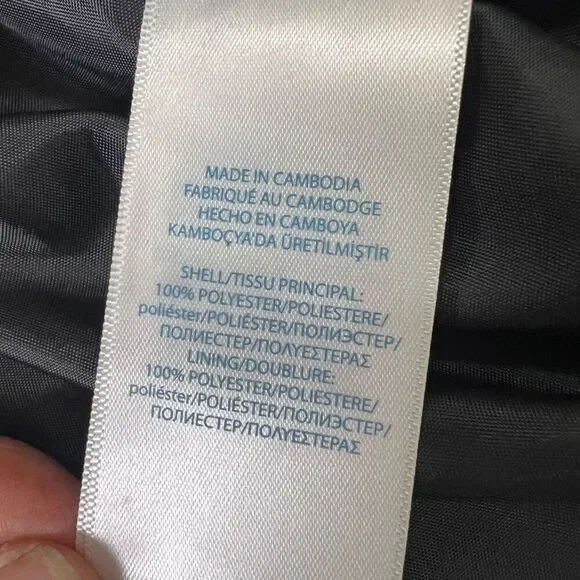 MADE IN CAMBODIA
FABRIQUÉ AU CAMBODGE
HECHO EN CAMBOYA
KAMBOÇYA'DA ÜRETİLMİŞTİR
SHELL/TISSU PRINCIPAL:
100% POLYESTER/POLIESTERE/
poliéster/POLIÉSTER/ПОЛИЭСТЕР/
ПОЛИЕСТЕР/ΠΟΛΥΕΣΤΕΡΑΣ
LINING/DOUBLURE:
100% POLYESTER/POLIESTERE/
poliéster/POLIÉSTER/ПОЛИЭСТЕР/
ПОЛИЕСТЕР/ΠΟΛΥΕΣΤΕΡΑΣ